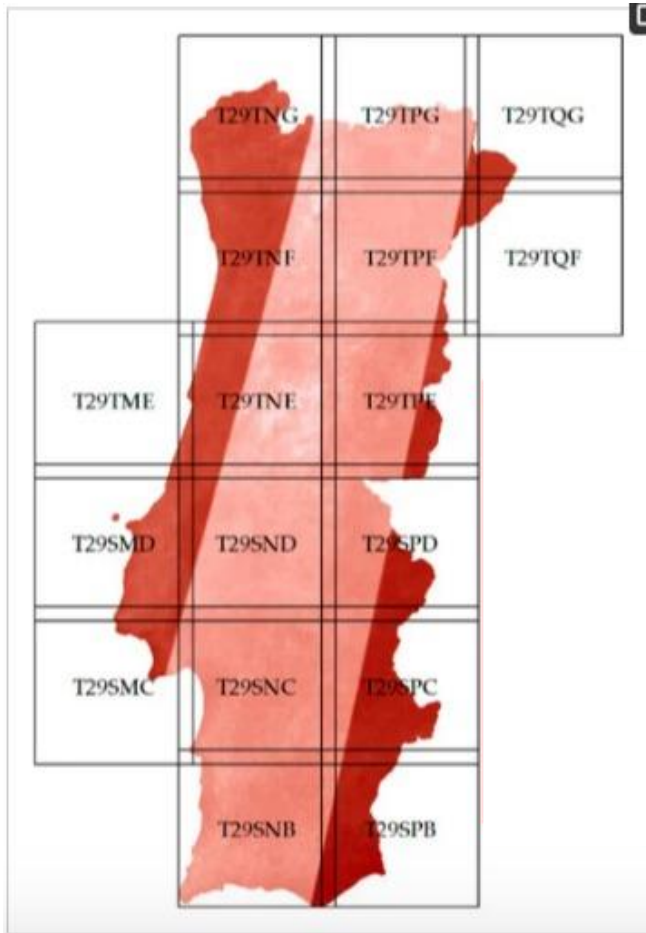 T29TNG T29TPG T29TQG
T29TNF T29TPF T29TQF
T29TME T29TNE T29TPE
T29SMD T29SND T29SPD
T29SMC T29SNC T29SPC
T29SNB T29SPB